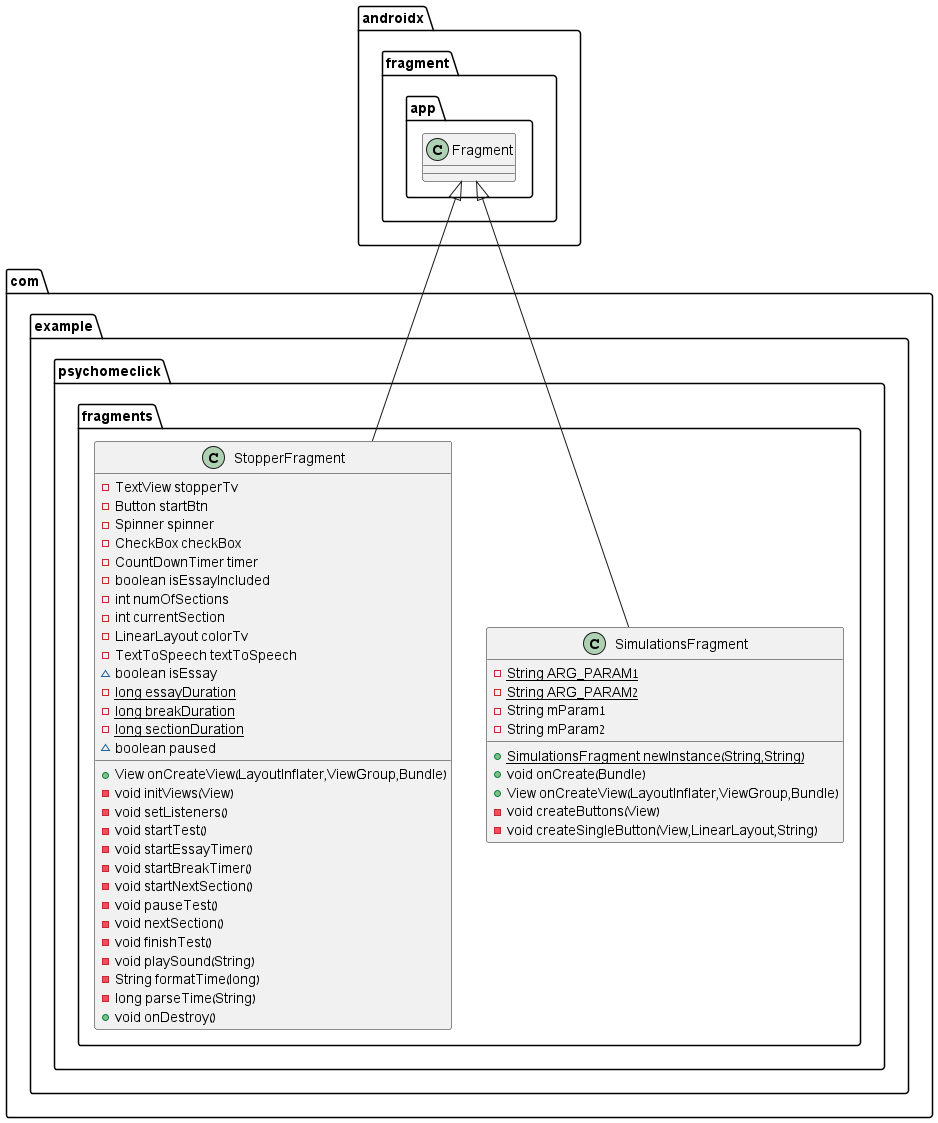 androidx
fragment
app
C Fragment
com
example
psychomeclick
fragments
C StopperFragment
TextView stopperTv
Button startBtn
Spinner spinner
CheckBox checkBox
CountDownTimer timer
boolean isEssayIncluded
int numOfSections
int currentSection
LinearLayout colorTv
TextToSpeech textToSpeech
boolean isEssay
long essayDuration
long breakDuration
long sectionDuration
boolean paused
View onCreateView(LayoutInflater,ViewGroup,Bundle)
void initViews(View)
void setListeners()
void startTest()
void startEssayTimer()
void startBreakTimer()
void startNextSection()
void pauseTest()
void nextSection()
void finishTest()
void playSound(String)
String formatTime(long)
long parseTime(String)
void onDestroy()
C SimulationsFragment
String ARG_PARAM1
String ARG_PARAM2
String mParam1
String mParam2
SimulationsFragment newInstance(String,String)
void onCreate(Bundle)
View onCreateView(LayoutInflater,ViewGroup,Bundle)
void createButtons(View)
void createSingleButton(View,LinearLayout,String)